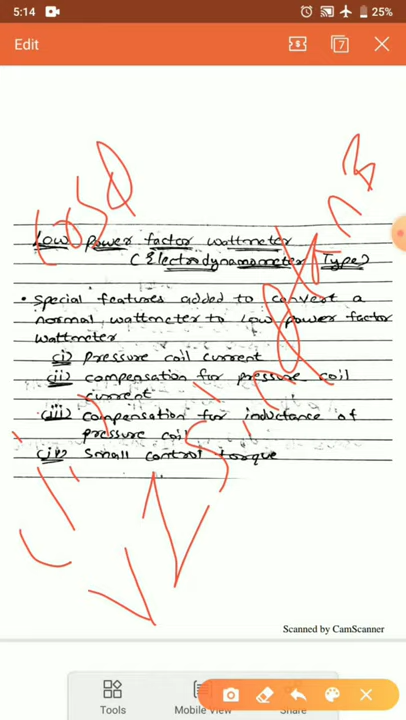 5:14
25%
Edit
7
cosφ
Low power factor wattmeter
(Electrodynamometer Type)
• Special features added to convert a
normal wattmeter to low power factor
wattmeter
(i) Pressure coil current
(ii) compensation for pressure coil
current
(iii) compensation for inductance of
pressure coil
(iv) Small control torque
Scanned by CamScanner
Tools
Mobile View
Share